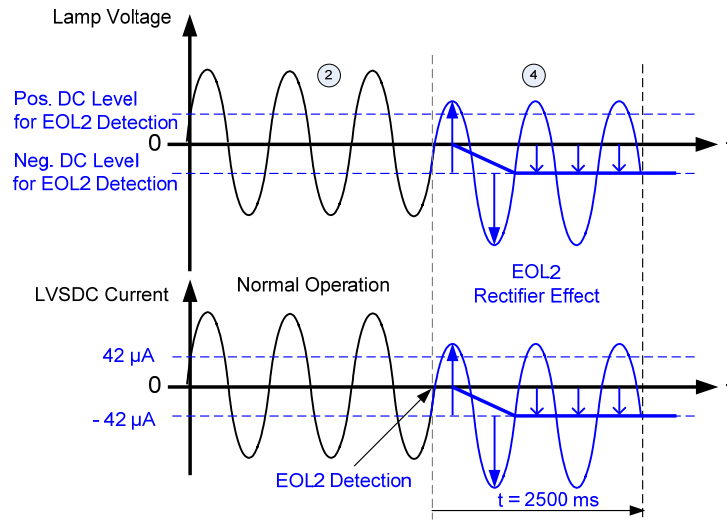 Lamp Voltage
2
4
Pos. DC Level
for EOL2 Detection
0
t
Neg. DC Level
for EOL2 Detection
Normal Operation
EOL2
Rectifier Effect
LVSDC Current
42 µA
0
- 42 µA
EOL2 Detection
t = 2500 ms